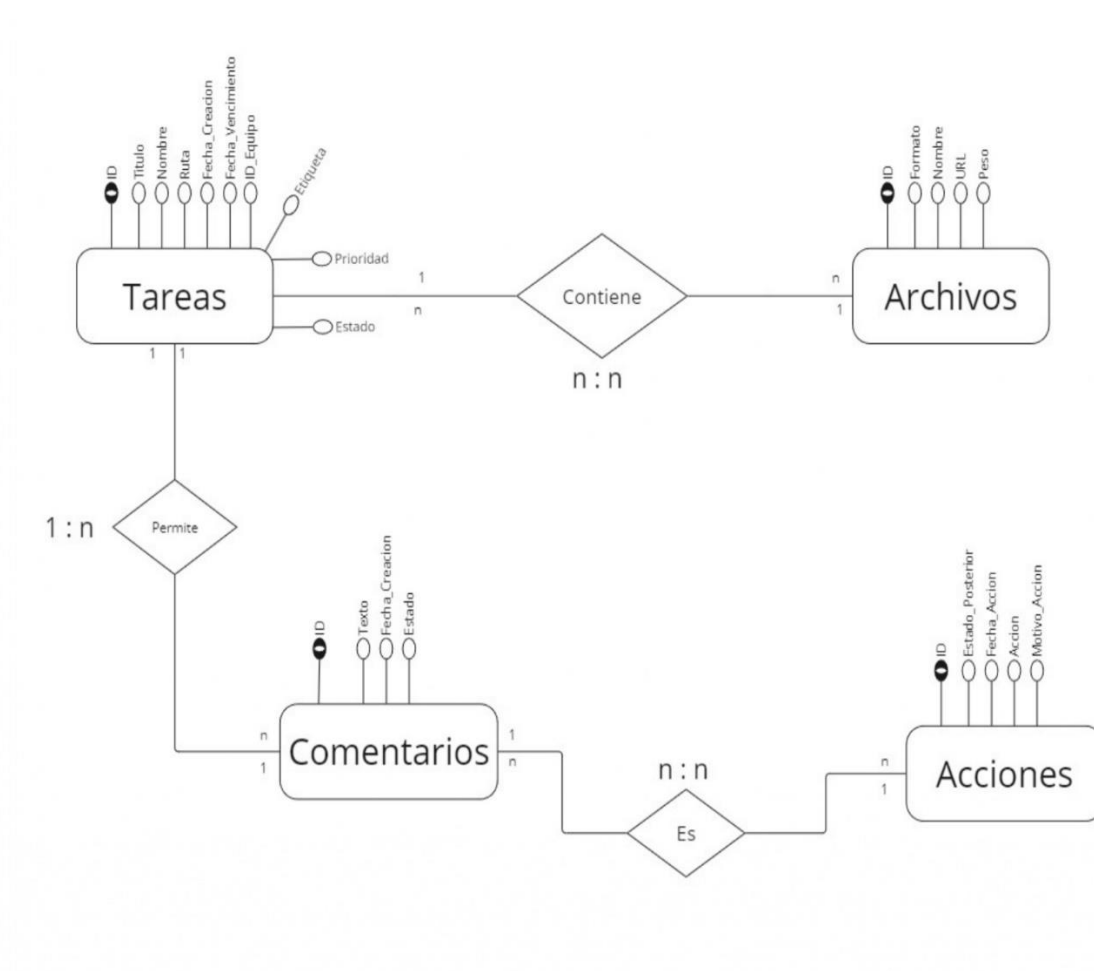 ID
Titulo
Nombre
Ruta
Fecha_Creacion
Fecha_Vencimiento
ID_Equipo
Etiqueta
Prioridad
Estado
Tareas
1
n
1
1
Contiene
n : n
ID
Formato
Nombre
URL
Peso
n
1
Archivos
1 : n
Permite
ID
Texto
Fecha_Creacion
Estado
n
1
Comentarios
1
n
n : n
Es
ID
Estado_Posterior
Fecha_Accion
Accion
Motivo_Accion
n
1
Acciones